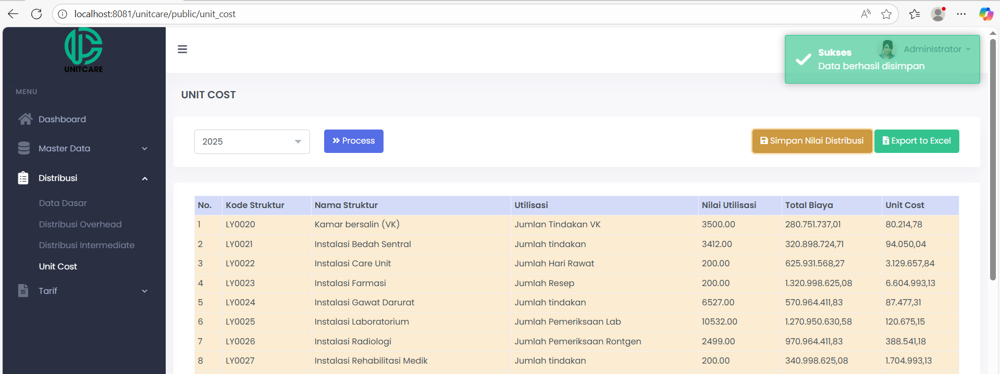 localhost:8081/unitcare/public/unit_cost
UNITCARE
MENU
Dashboard
Master Data
Distribusi
Data Dasar
Distribusi Overhead
Distribusi Intermediate
Unit Cost
Tarif
Sukses
Data berhasil disimpan
Administrator
UNIT COST
2025
Process
Simpan Nilai Distribusi
Export to Excel
No. Kode Struktur Nama Struktur Utilisasi Nilai Utilisasi Total Biaya Unit Cost
1 LY0020 Kamar bersalin (VK) Jumlan Tindakan VK 3500.00 280.751.737,01 80.214,78
2 LY0021 Instalasi Bedah Sentral Jumlah tindakan 3412.00 320.898.724,71 94.050,04
3 LY0022 Instalasi Care Unit Jumlah Hari Rawat 200.00 625.931.568,27 3.129.657,84
4 LY0023 Instalasi Farmasi Jumlah Resep 200.00 1.320.998.625,08 6.604.993,13
5 LY0024 Instalasi Gawat Darurat Jumlah tindakan 6527.00 570.964.411,83 87.477,31
6 LY0025 Instalasi Laboratorium Jumlah Pemeriksaan Lab 10532.00 1.270.950.630,58 120.675,15
7 LY0026 Instalasi Radiologi Jumlah Pemeriksaan Rontgen 2499.00 970.964.411,83 388.541,18
8 LY0027 Instalasi Rehabilitasi Medik Jumlah tindakan 200.00 340.998.625,08 1.704.993,13